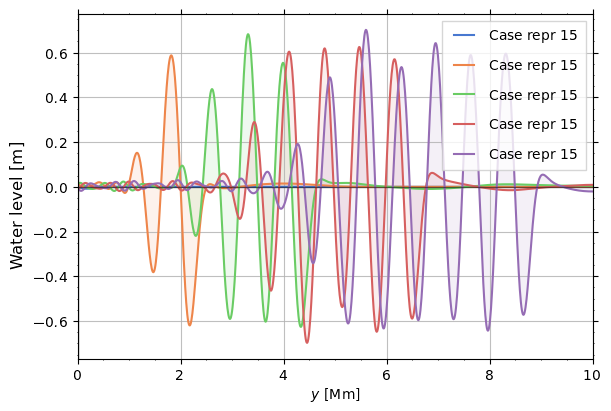 Case repr 15
Case repr 15
Case repr 15
Case repr 15
Case repr 15
Water level [m]
0.6
0.4
0.2
0.0
−0.2
−0.4
−0.6
0 2 4 6 8 10
y [Mm]